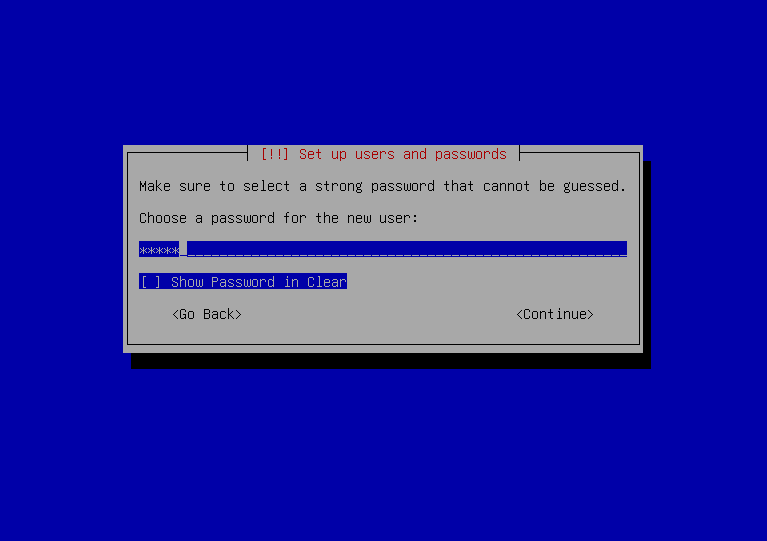 [!!] Set up users and passwords
Make sure to select a strong password that cannot be guessed.
Choose a password for the new user:
*****
[ ] Show Password in Clear
<Go Back> <Continue>